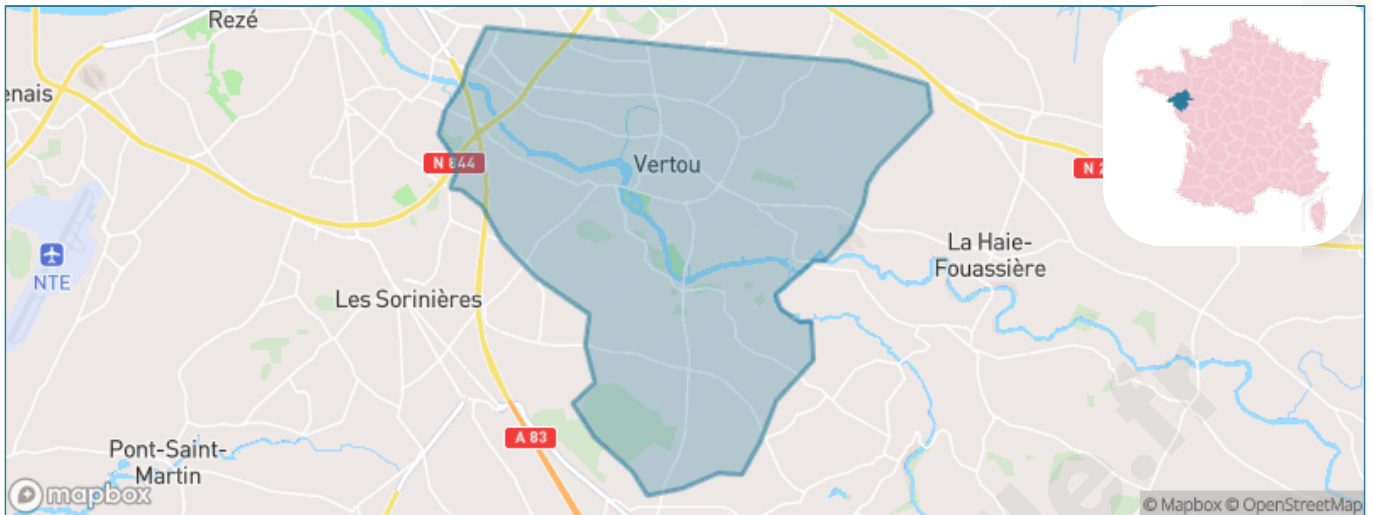 Rezé
enais
N 844
Vertou
N 2
NTE
La Haie-
Fouassière
Les Sorinières
A 83
Pont-Saint-
Martin
mapbox
© Mapbox © OpenStreetMap